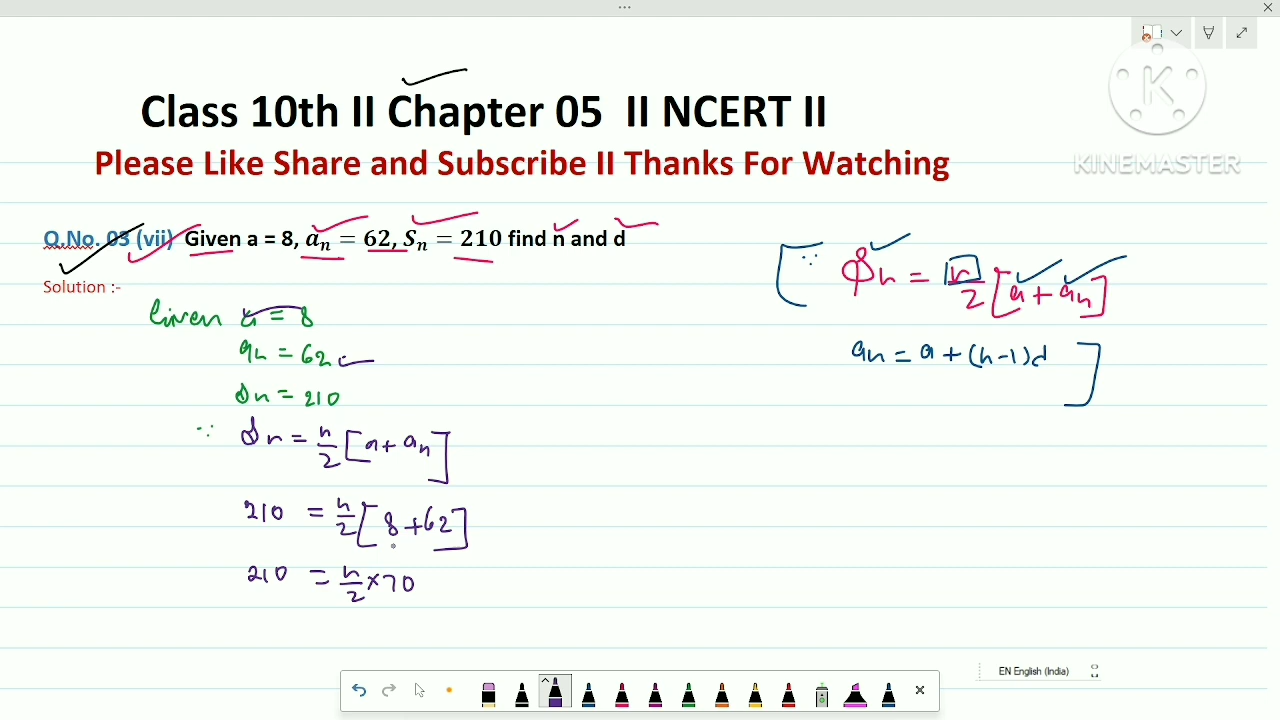 Class 10th II Chapter 05 II NCERT II
Please Like Share and Subscribe II Thanks For Watching
KINEMASTER
Q.No. 03 (vii) Given a = 8, aₙ = 62, Sₙ = 210 find n and d
Solution :-
Given a = 8
aₙ = 62
Sₙ = 210
∵ Sₙ = n/2 [a + aₙ]
210 = n/2 [8 + 62]
210 = n/2 × 70
[∵ Sₙ = n/2 [a + aₙ]
aₙ = a + (n-1)d ]
EN English (India)